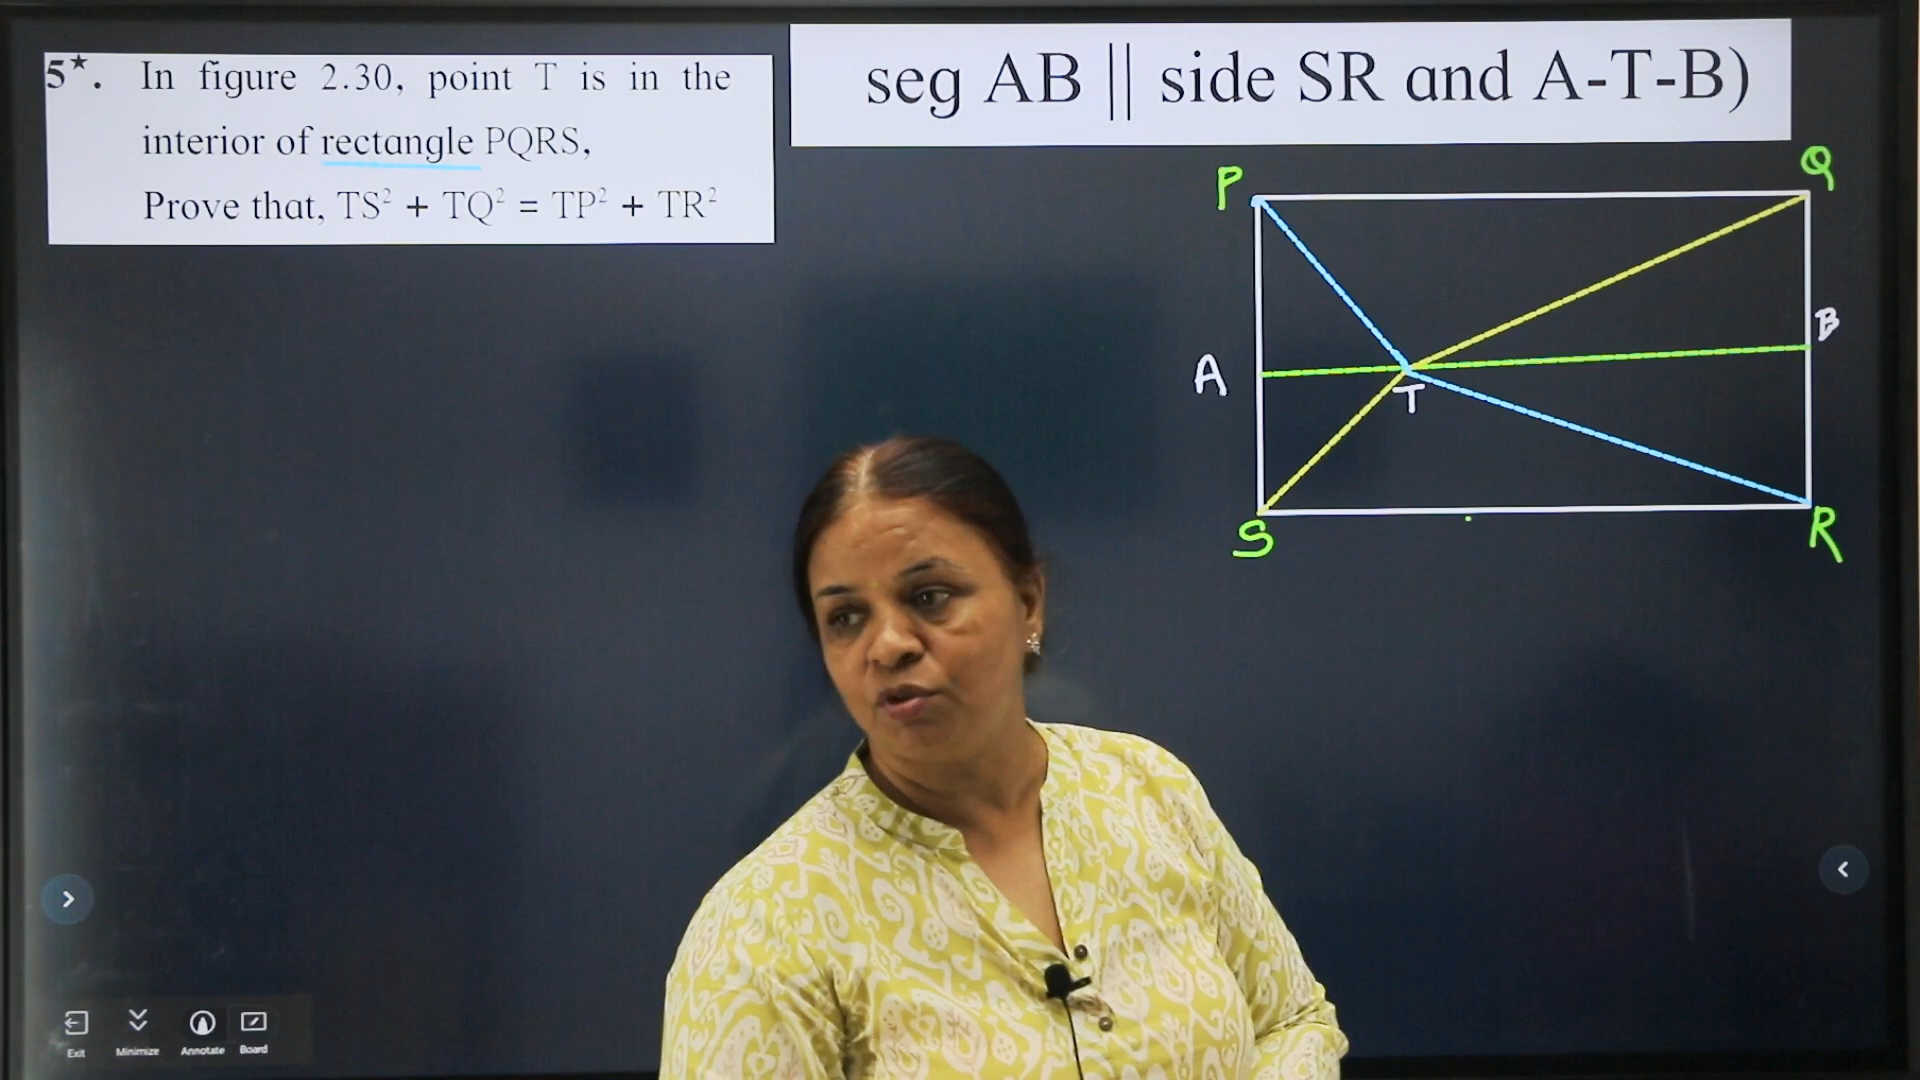 5★. In figure 2.30, point T is in the
interior of rectangle PQRS,
Prove that, TS² + TQ² = TP² + TR²
seg AB || side SR and A-T-B)
P
Q
A
B
T
S
R
Exit
Minimize
Annotate
Board